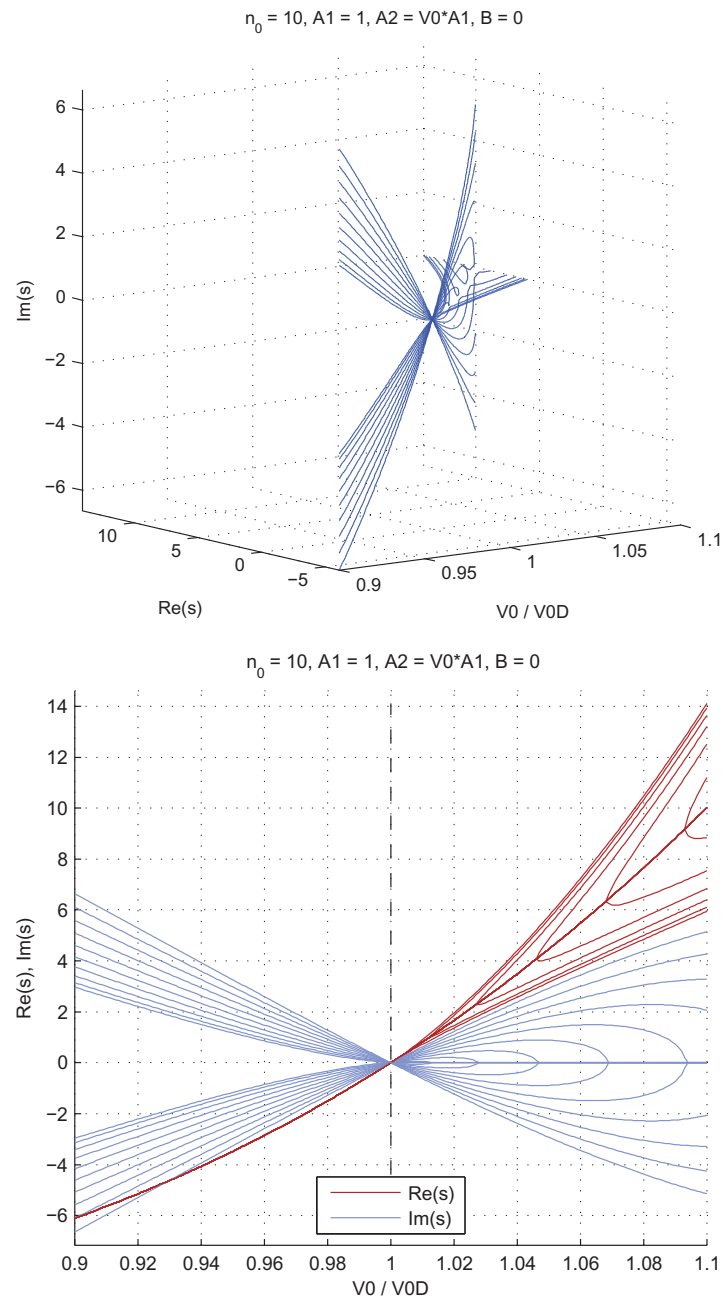 n0 = 10, A1 = 1, A2 = V0*A1, B = 0
6
4
2
0
−2
−4
−6
Im(s)
10
5
0
−5
Re(s)
0.9
0.95
1
1.05
1.1
V0 / V0D
n0 = 10, A1 = 1, A2 = V0*A1, B = 0
14
12
10
8
6
4
2
0
−2
−4
−6
Re(s), Im(s)
Re(s)
Im(s)
0.9 0.92 0.94 0.96 0.98 1 1.02 1.04 1.06 1.08 1.1
V0 / V0D